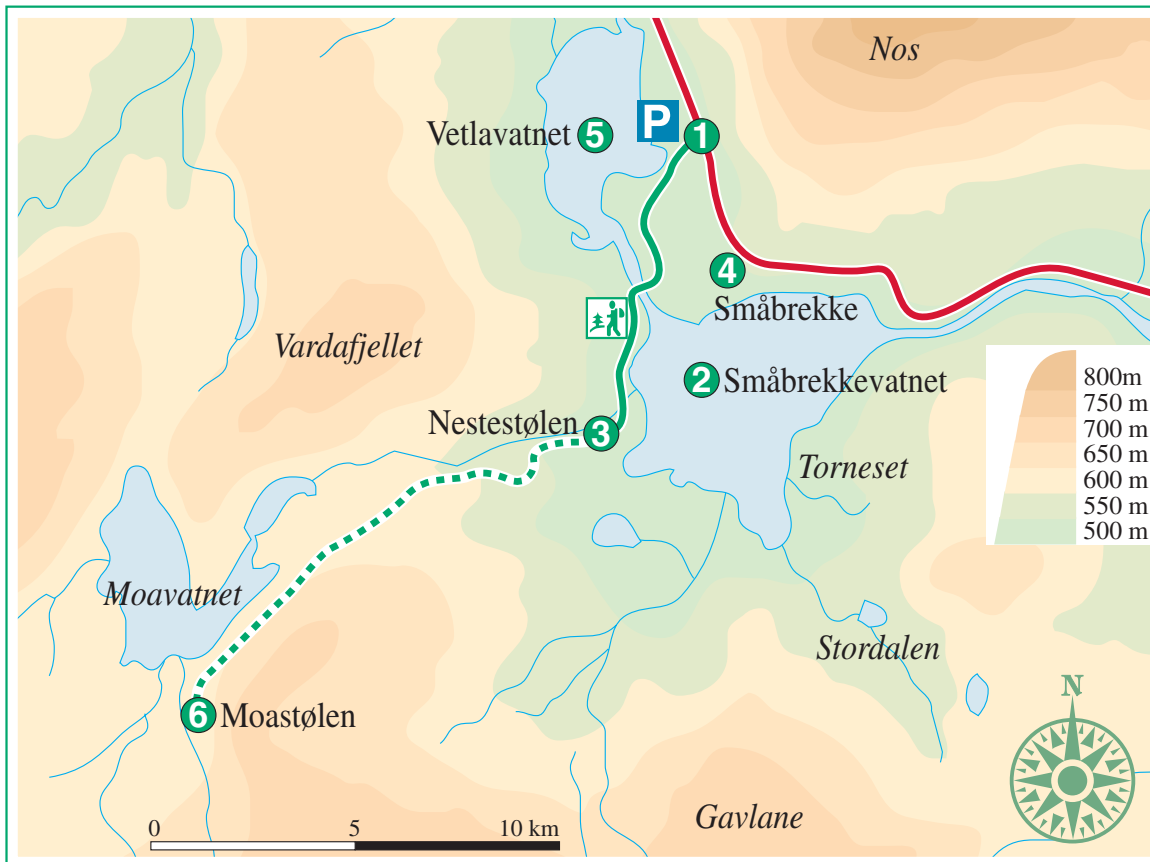 Nos
P
1
Vetlavatnet
5
4
Småbrekke
Vardafjellet
2
Småbrekkevatnet
800m
750 m
700 m
650 m
600 m
550 m
500 m
Nestestølen
3
Torneset
Moavatnet
Stordalen
N
6
Moastølen
Gavlane
0 5 10 km